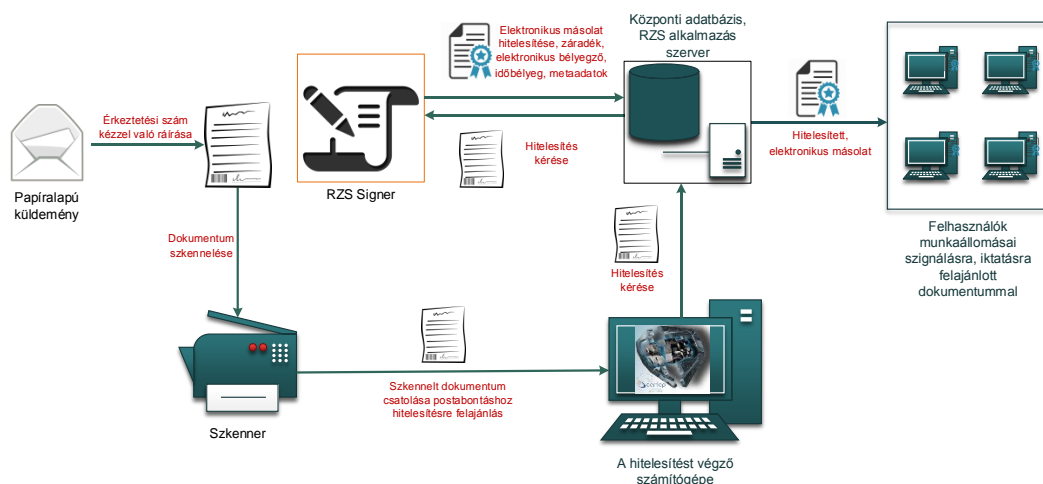 Elektronikus másolat
hitelesítése, záradék,
elektronikus bélyegző,
időbélyeg, metaadatok
Központi adatbázis,
RZS alkalmazás
szerver
Érkeztetési szám
kézzel való ráírása
Hitelesítés
kérése
Hitelesített,
elektronikus másolat
Papíralapú
küldemény
RZS Signer
Dokumentum
szkennelése
Hitelesítés
kérése
Felhasználók
munkaállomásai
szignálásra, iktatásra
felajánlott
dokumentummal
Szkennelt dokumentum
csatolása postabontáshoz
hitelesítésre felajánlás
Szkenner
A hitelesítést végző
számítógépe